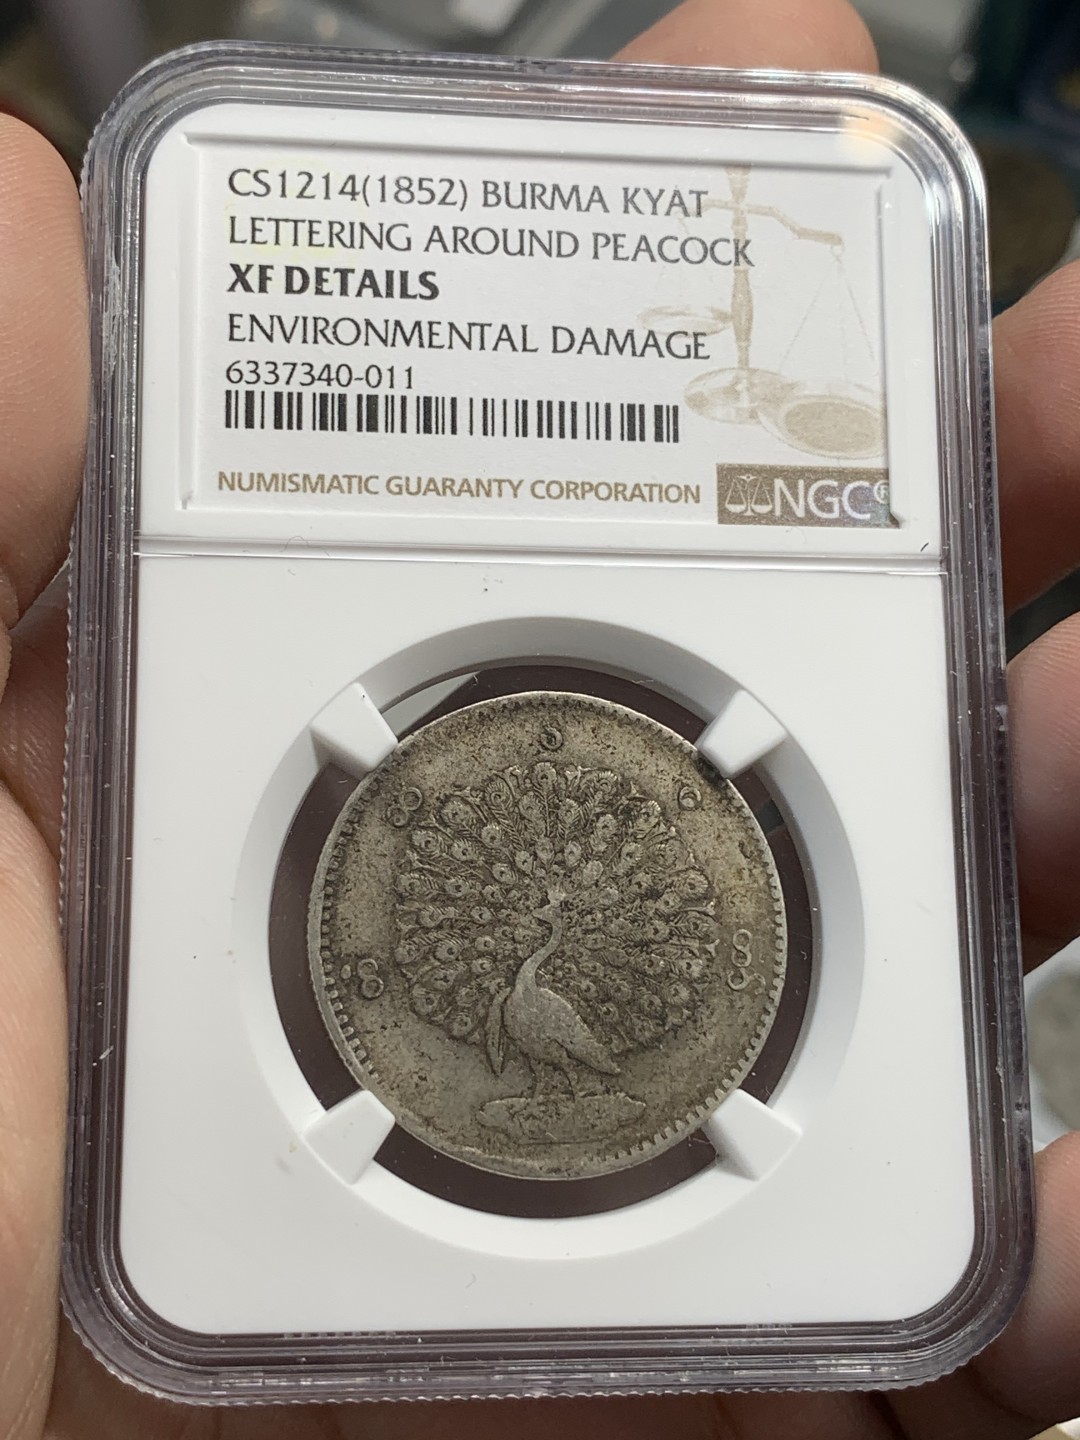 CS1214(1852) BURMA KYAT
LETTERING AROUND PEACOCK
XF DETAILS
ENVIRONMENTAL DAMAGE
6337340-011
NUMISMATIC GUARANTY CORPORATION
NGC®